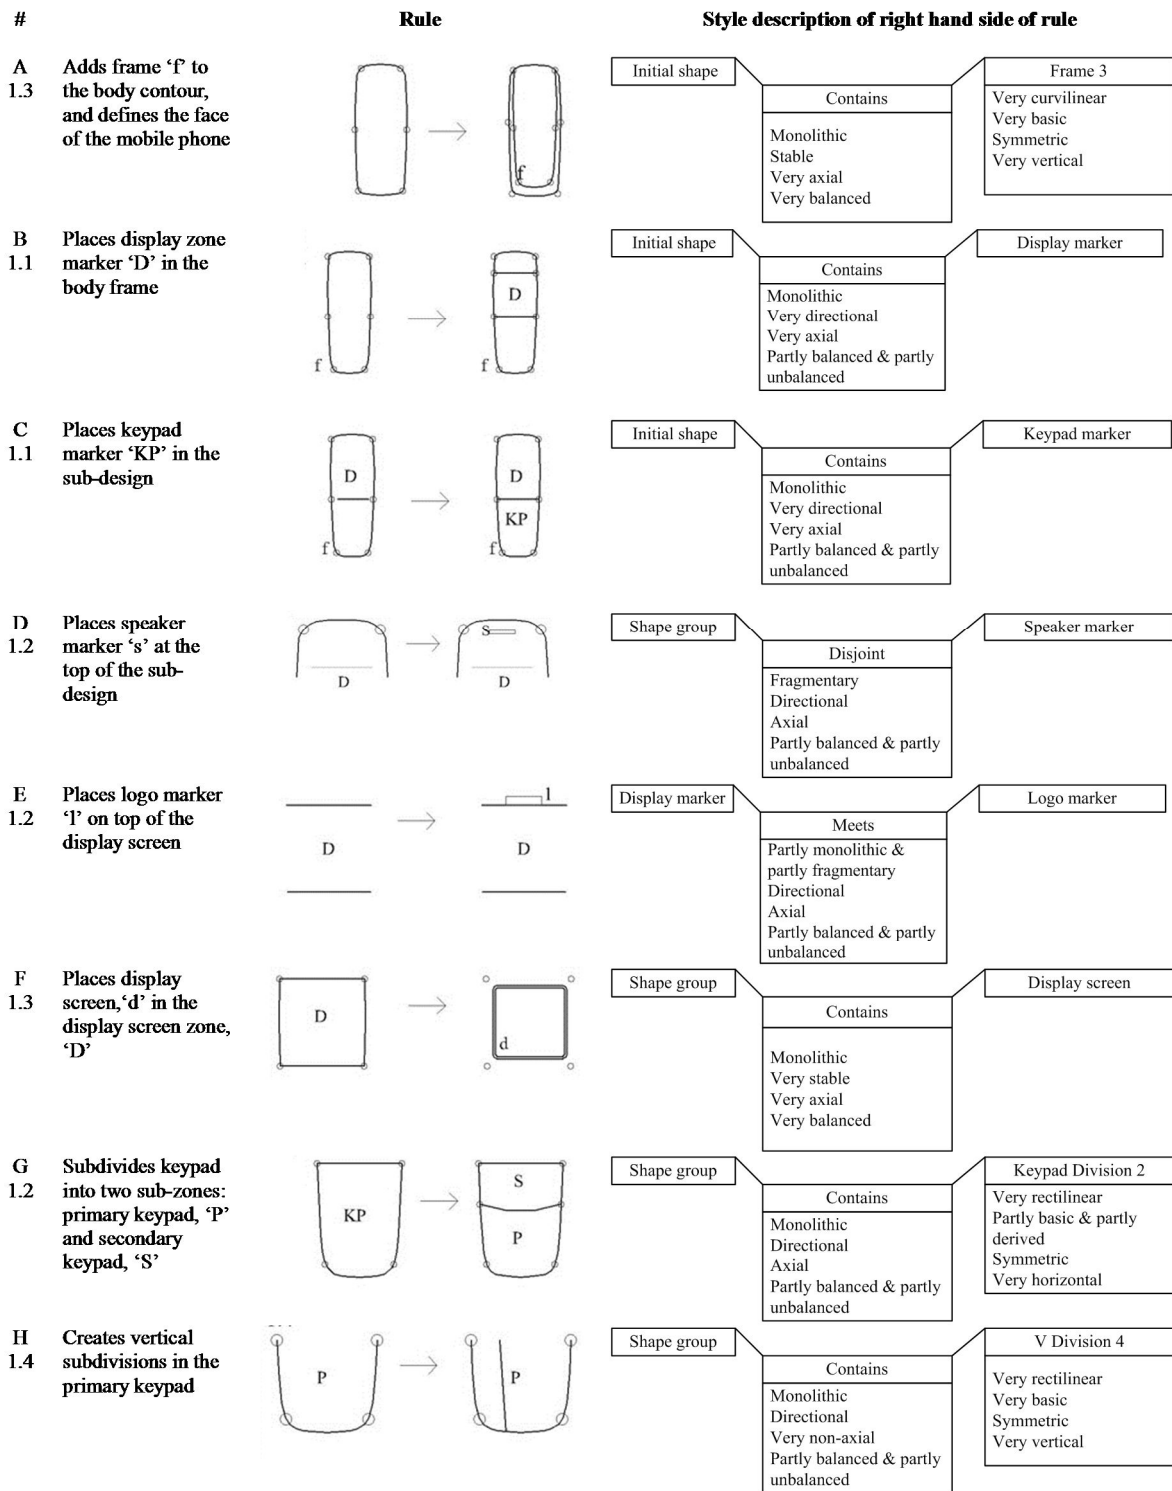 # Rule Style description of right hand side of rule
A 1.3
Adds frame ‘f’ to
the body contour,
and defines the face
of the mobile phone
f
Initial shape
Contains
Monolithic
Stable
Very axial
Very balanced
Frame 3
Very curvilinear
Very basic
Symmetric
Very vertical
B 1.1
Places display zone
marker ‘D’ in the
body frame
f
D
f
Initial shape
Contains
Monolithic
Very directional
Very axial
Partly balanced & partly
unbalanced
Display marker
C 1.1
Places keypad
marker ‘KP’ in the
sub-design
D
f
D
KP
f
Initial shape
Contains
Monolithic
Very directional
Very axial
Partly balanced & partly
unbalanced
Keypad marker
D 1.2
Places speaker
marker ‘s’ at the
top of the sub-
design
D
S
D
Shape group
Disjoint
Fragmentary
Directional
Axial
Partly balanced & partly
unbalanced
Speaker marker
E 1.2
Places logo marker
‘l’ on top of the
display screen
D
l
D
Display marker
Meets
Partly monolithic &
partly fragmentary
Directional
Axial
Partly balanced & partly
unbalanced
Logo marker
F 1.3
Places display
screen,‘d’ in the
display screen zone,
‘D’
D
d
Shape group
Contains
Monolithic
Very stable
Very axial
Very balanced
Display screen
G 1.2
Subdivides keypad
into two sub-zones:
primary keypad, ‘P’
and secondary
keypad, ‘S’
KP
S
P
Shape group
Contains
Monolithic
Directional
Axial
Partly balanced & partly
unbalanced
Keypad Division 2
Very rectilinear
Partly basic & partly
derived
Symmetric
Very horizontal
H 1.4
Creates vertical
subdivisions in the
primary keypad
P
P
Shape group
Contains
Monolithic
Directional
Very non-axial
Partly balanced & partly
unbalanced
V Division 4
Very rectilinear
Very basic
Symmetric
Very vertical